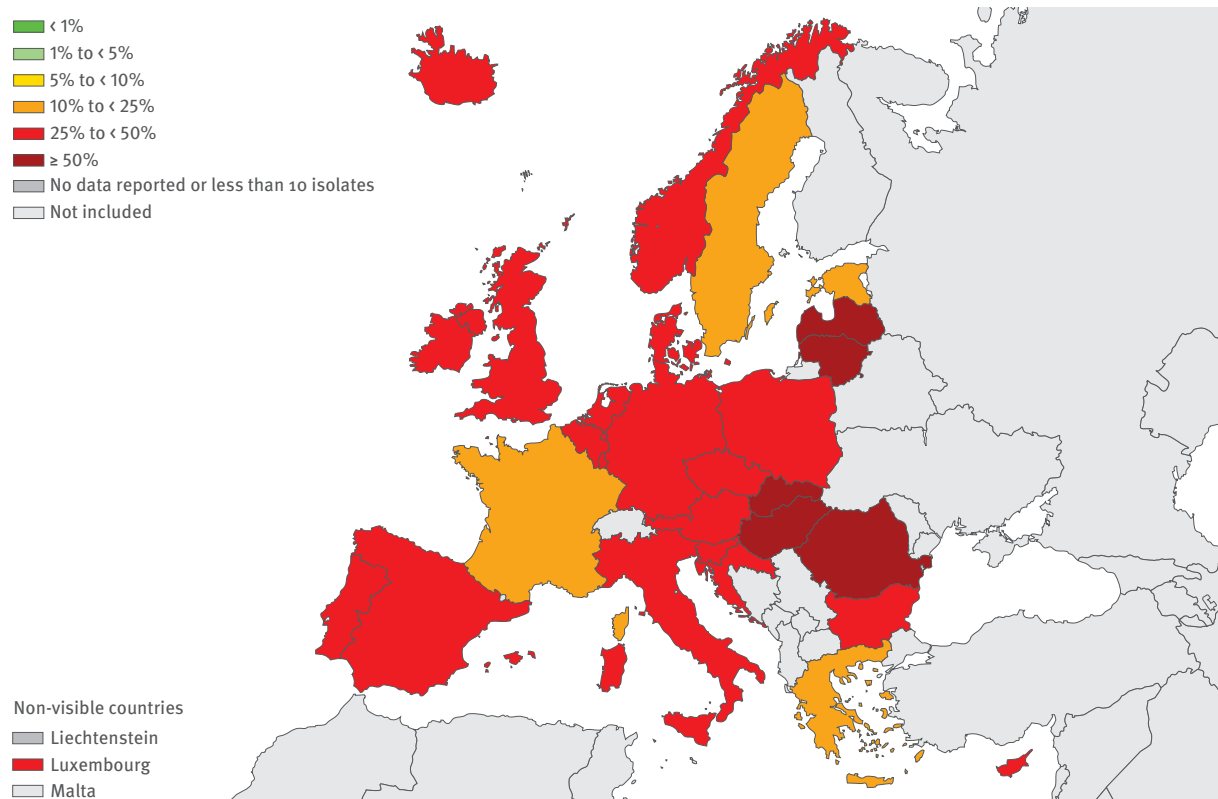 < 1%
1% to < 5%
5% to < 10%
10% to < 25%
25% to < 50%
≥ 50%
No data reported or less than 10 isolates
Not included
Non-visible countries
Liechtenstein
Luxembourg
Malta